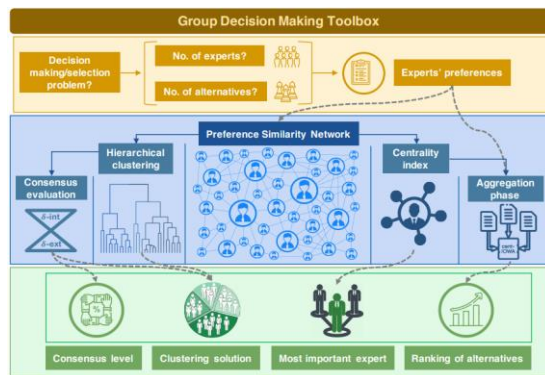 Group Decision Making Toolbox
Decision
making/selection
problem?
No. of experts?
No. of alternatives?
Experts' preferences
Preference Similarity Network
Hierarchical
clustering
Centrality
index
Consensus
evaluation
Aggregation
phase
δ-int
δ-ext
%
Consensus level
Clustering solution
Most important expert
Ranking of alternatives